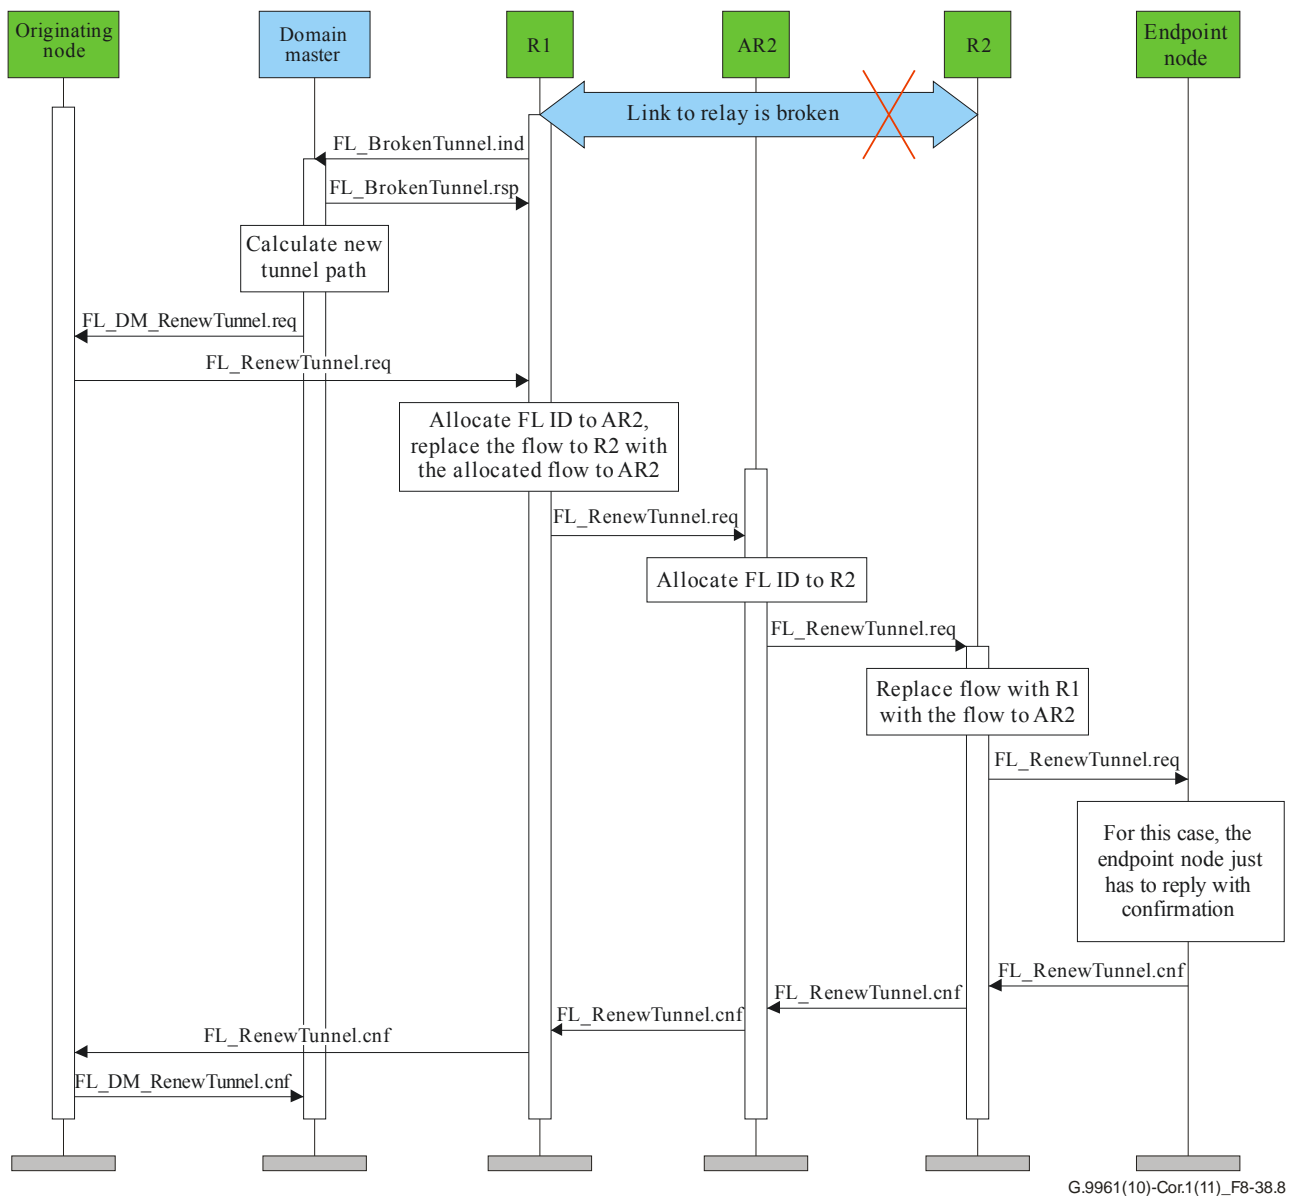 Originating
node
Domain
master
R1
AR2
R2
Endpoint
node
Link to relay is broken
FL_BrokenTunnel.ind
FL_BrokenTunnel.rsp
Calculate new
tunnel path
FL_DM_RenewTunnel.req
FL_RenewTunnel.req
Allocate FL ID to AR2,
replace the flow to R2 with
the allocated flow to AR2
FL_RenewTunnel.req
Allocate FL ID to R2
FL_RenewTunnel.req
Replace flow with R1
with the flow to AR2
FL_RenewTunnel.req
For this case, the
endpoint node just
has to reply with
confirmation
FL_RenewTunnel.cnf
FL_RenewTunnel.cnf
FL_RenewTunnel.cnf
FL_RenewTunnel.cnf
FL_DM_RenewTunnel.cnf
G.9961(10)-Cor.1(11)_F8-38.8